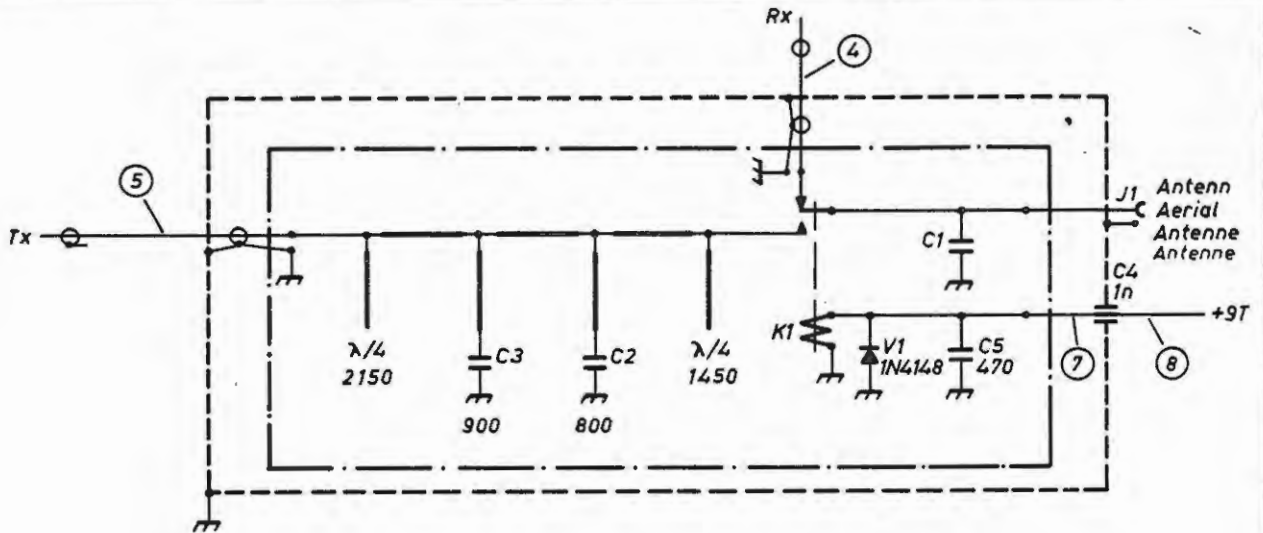 Rx
4
5
Tx
J1
Antenn
Aerial
Antenne
Antenne
C1
C4
1n
+9T
K1
V1
1N4148
C5
470
7
8
λ/4
2150
C3
900
C2
800
λ/4
1450